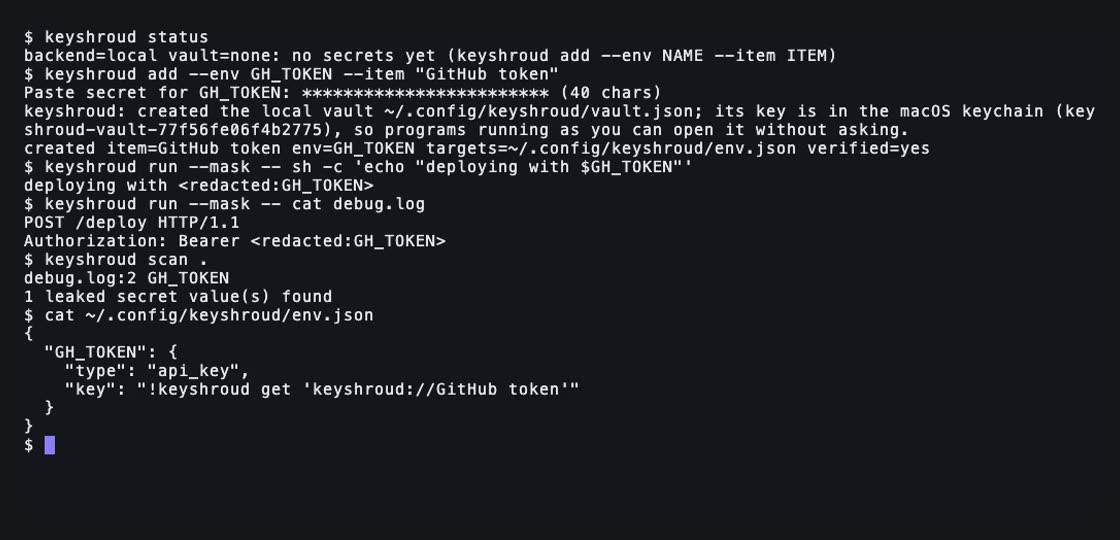 $ keyshroud status
backend=local vault=none: no secrets yet (keyshroud add --env NAME --item ITEM)
$ keyshroud add --env GH_TOKEN --item "GitHub token"
Paste secret for GH_TOKEN: ************************ (40 chars)
keyshroud: created the local vault ~/.config/keyshroud/vault.json; its key is in the macOS keychain (key
shroud-vault-77f56fe06f4b2775), so programs running as you can open it without asking.
created item=GitHub token env=GH_TOKEN targets=~/.config/keyshroud/env.json verified=yes
$ keyshroud run --mask -- sh -c 'echo "deploying with $GH_TOKEN"'
deploying with <redacted:GH_TOKEN>
$ keyshroud run --mask -- cat debug.log
POST /deploy HTTP/1.1
Authorization: Bearer <redacted:GH_TOKEN>
$ keyshroud scan .
debug.log:2 GH_TOKEN
1 leaked secret value(s) found
$ cat ~/.config/keyshroud/env.json
{
  "GH_TOKEN": {
    "type": "api_key",
    "key": "!keyshroud get 'keyshroud://GitHub token'"
  }
}
$